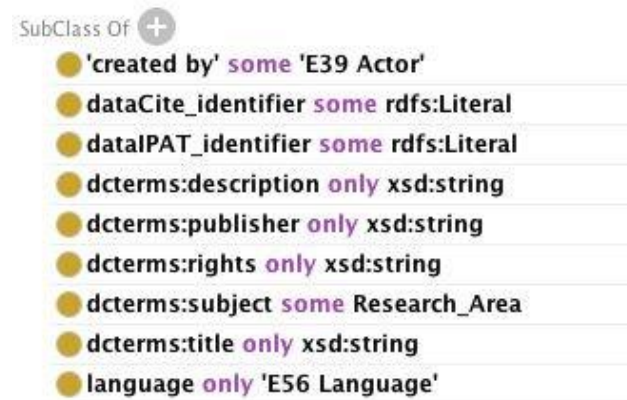 SubClass Of
'created by' some 'E39 Actor'
dataCite_identifier some rdfs:Literal
dataIPAT_identifier some rdfs:Literal
dcterms:description only xsd:string
dcterms:publisher only xsd:string
dcterms:rights only xsd:string
dcterms:subject some Research_Area
dcterms:title only xsd:string
language only 'E56 Language'